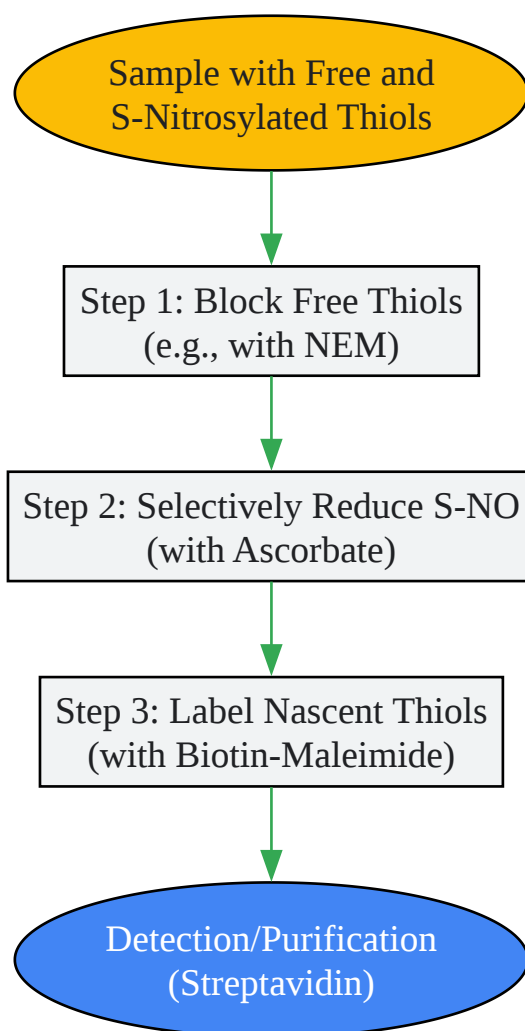 Sample with Free and
S-Nitrosylated Thiols
Step 1: Block Free Thiols
(e.g., with NEM)
Step 2: Selectively Reduce S-NO
(with Ascorbate)
Step 3: Label Nascent Thiols
(with Biotin-Maleimide)
Detection/Purification
(Streptavidin)